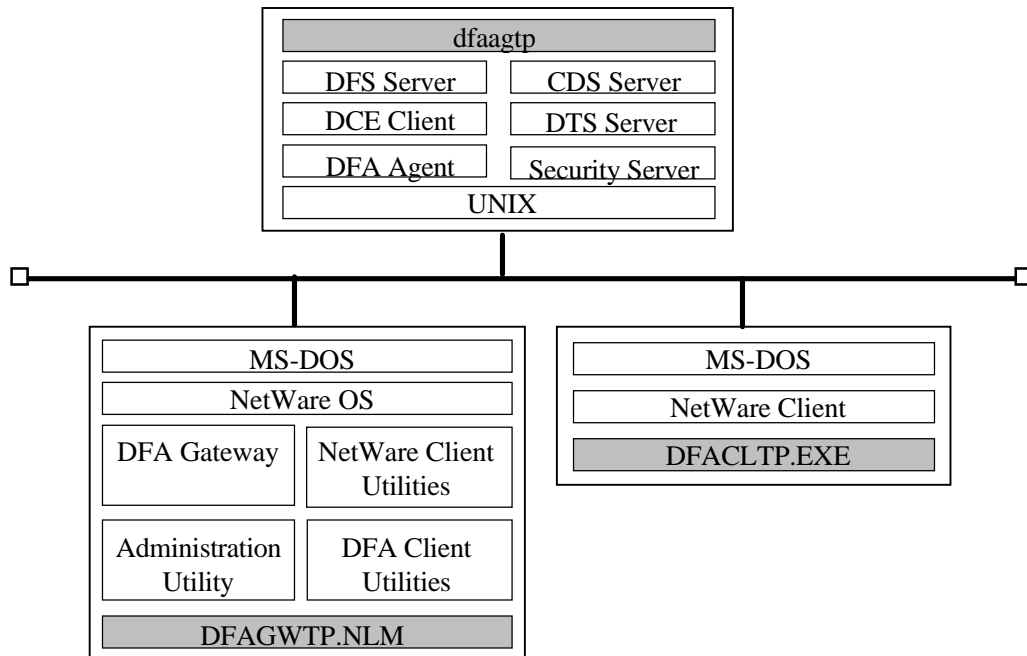 dfaagtp
DFS Server
CDS Server
DCE Client
DTS Server
DFA Agent
Security Server
UNIX
MS-DOS
NetWare OS
DFA Gateway
NetWare Client
Utilities
Administration
Utility
DFA Client
Utilities
DFAGWTP.NLM
MS-DOS
NetWare Client
DFACLTP.EXE